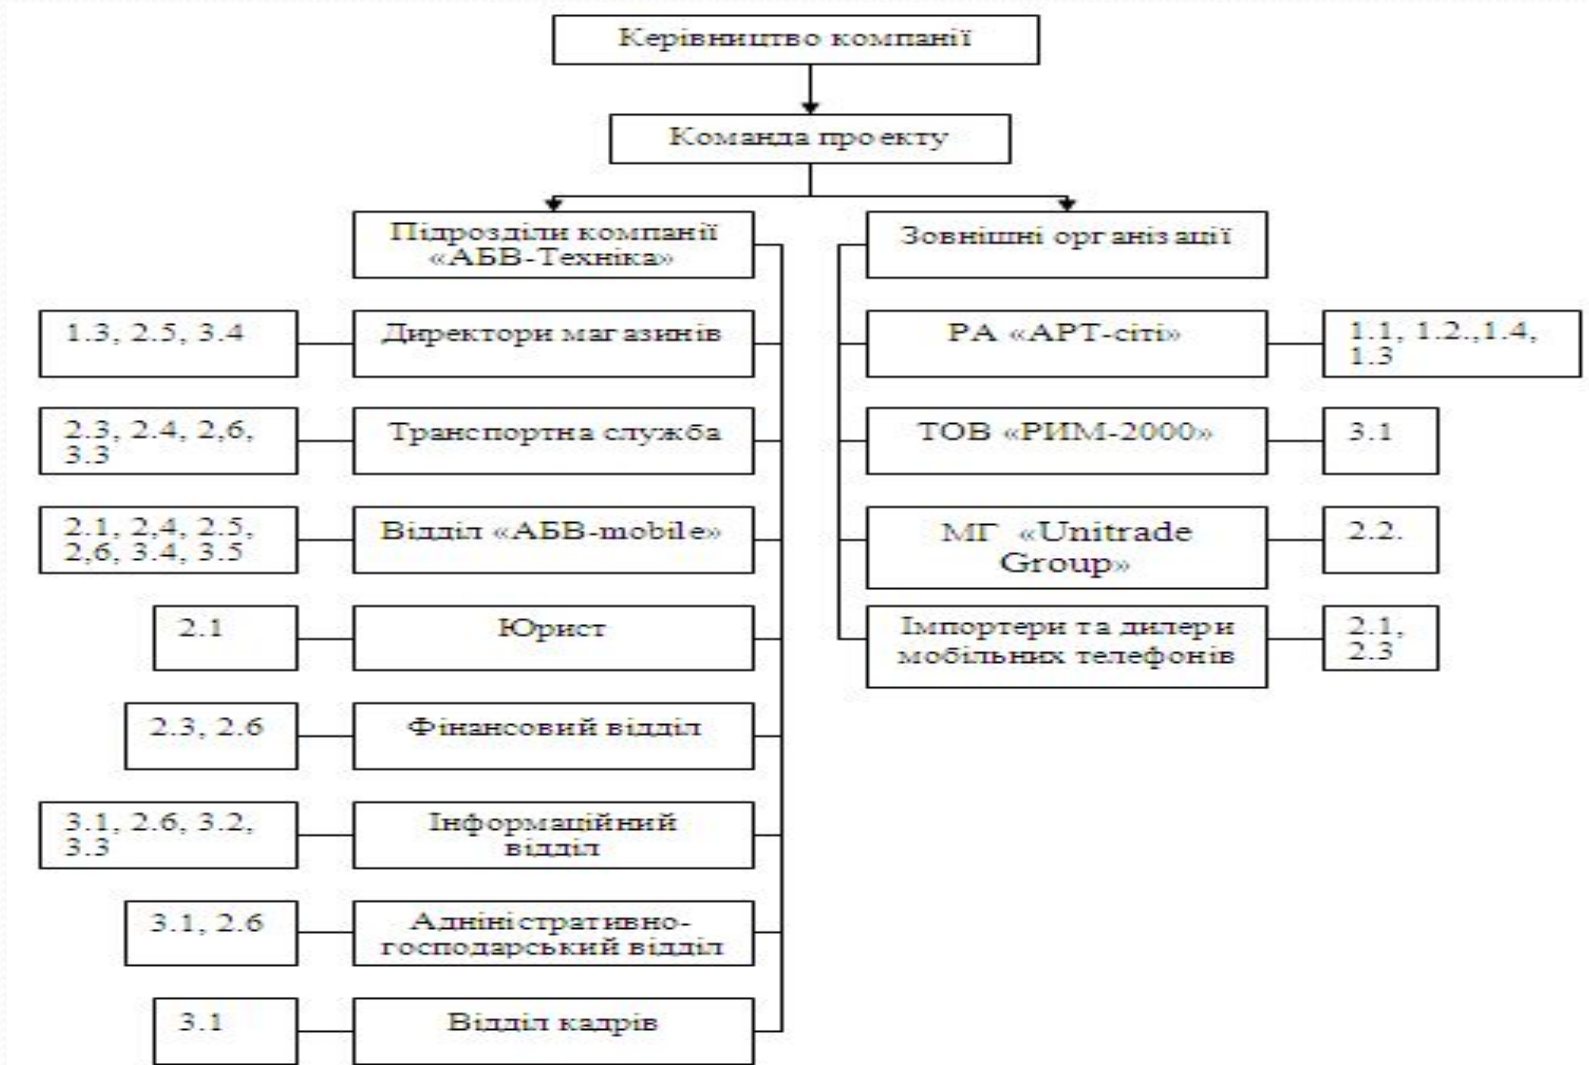 Керівництво компанії
Команда проекту
Підрозділи компанії
«АБВ-Техніка»
Зовнішні організації
1.3, 2.5, 3.4
Директори магазинів
РА «АРТ-сіті»
1.1, 1.2.,1.4,
1.3
2.3, 2.4, 2,6,
3.3
Транспортна служба
ТОВ «РИМ-2000»
3.1
2.1, 2,4, 2.5,
2,6, 3.4, 3.5
Відділ «АБВ-mobile»
МГ «Unitrade
Group»
2.2.
2.1
Юрист
Імпортери та дилери
мобільних телефонів
2.1,
2.3
2.3, 2.6
Фінансовий відділ
3.1, 2.6, 3.2,
3.3
Інформаційний
відділ
3.1, 2.6
Адніністративно-
господарський відділ
3.1
Відділ кадрів